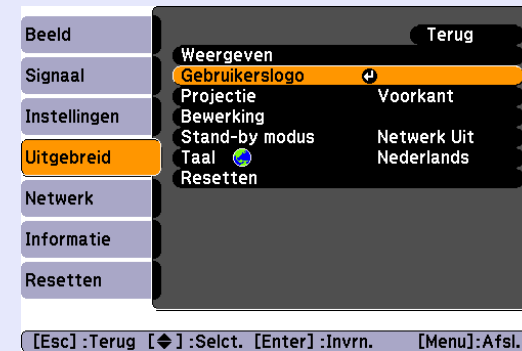 Beeld
Signaal
Instellingen
Uitgebreid
Netwerk
Informatie
Resetten
Terug
Weergeven
Gebruikerslogo
Projectie Voorkant
Bewerking
Stand-by modus Netwerk Uit
Taal Nederlands
Resetten
[Esc] :Terug [◆] :Selct. [Enter] :Invrn. [Menu]:Afsl.